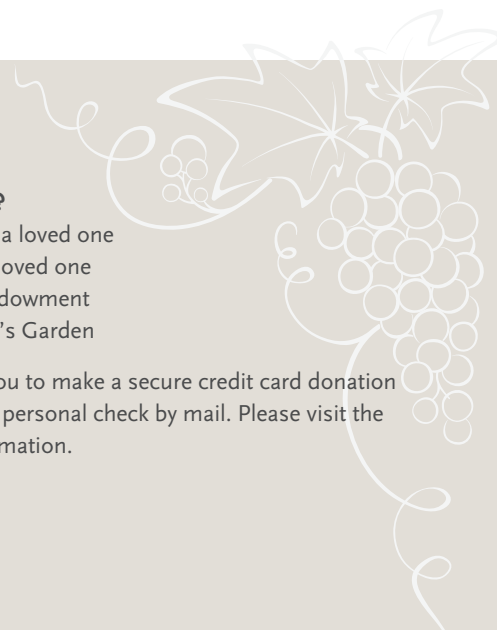 ?
a loved one
loved one
dowment
's Garden
ou to make a secure credit card donation
personal check by mail. Please visit the
mation.